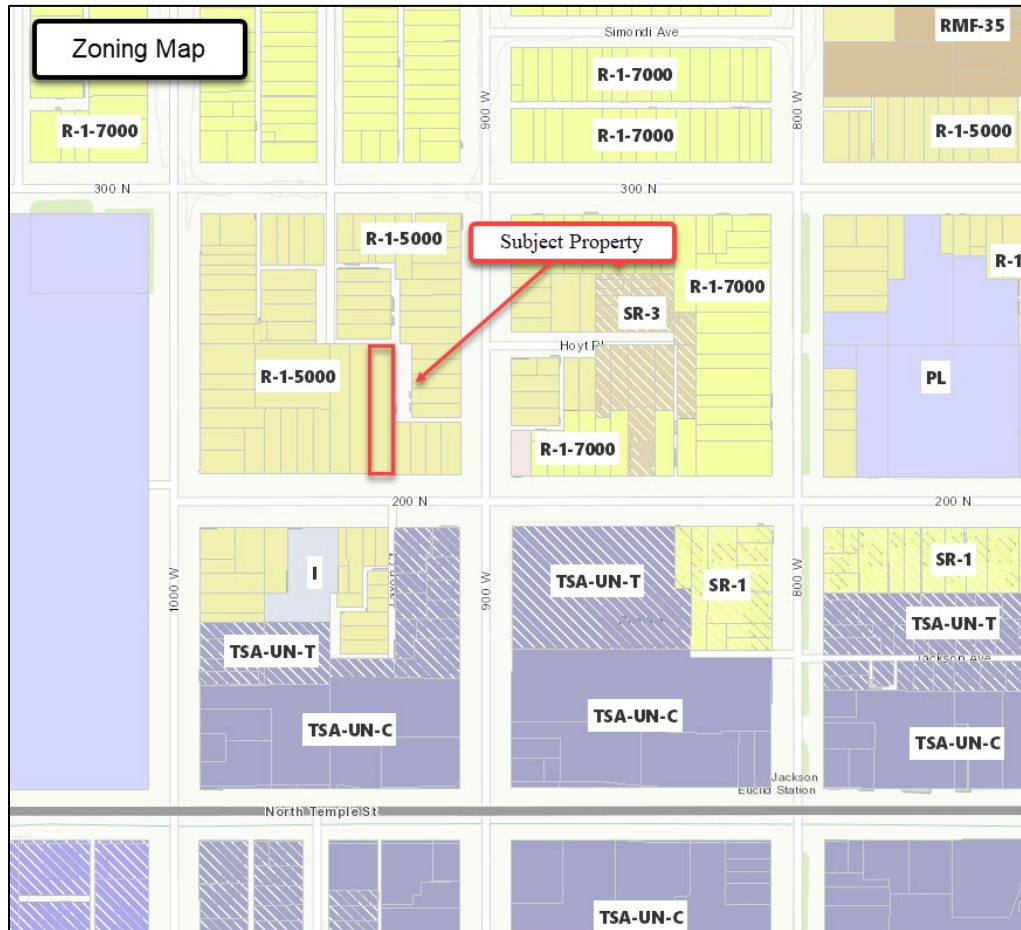 Zoning Map
Simondi Ave
RMF-35
R-1-7000
R-1-7000
R-1-7000
R-1-5000
900 W
800 W
300 N
300 N
R-1-5000
Subject Property
R-1-7000
R-1
SR-3
Hoyt Pl
R-1-5000
PL
R-1-7000
200 N
200 N
I
TSA-UN-T
SR-1
SR-1
1000 W
900 W
800 W
TSA-UN-T
TSA-UN-T
Jackson Ave
TSA-UN-C
TSA-UN-C
TSA-UN-C
Jackson
Euclid Station
North Temple St
TSA-UN-C